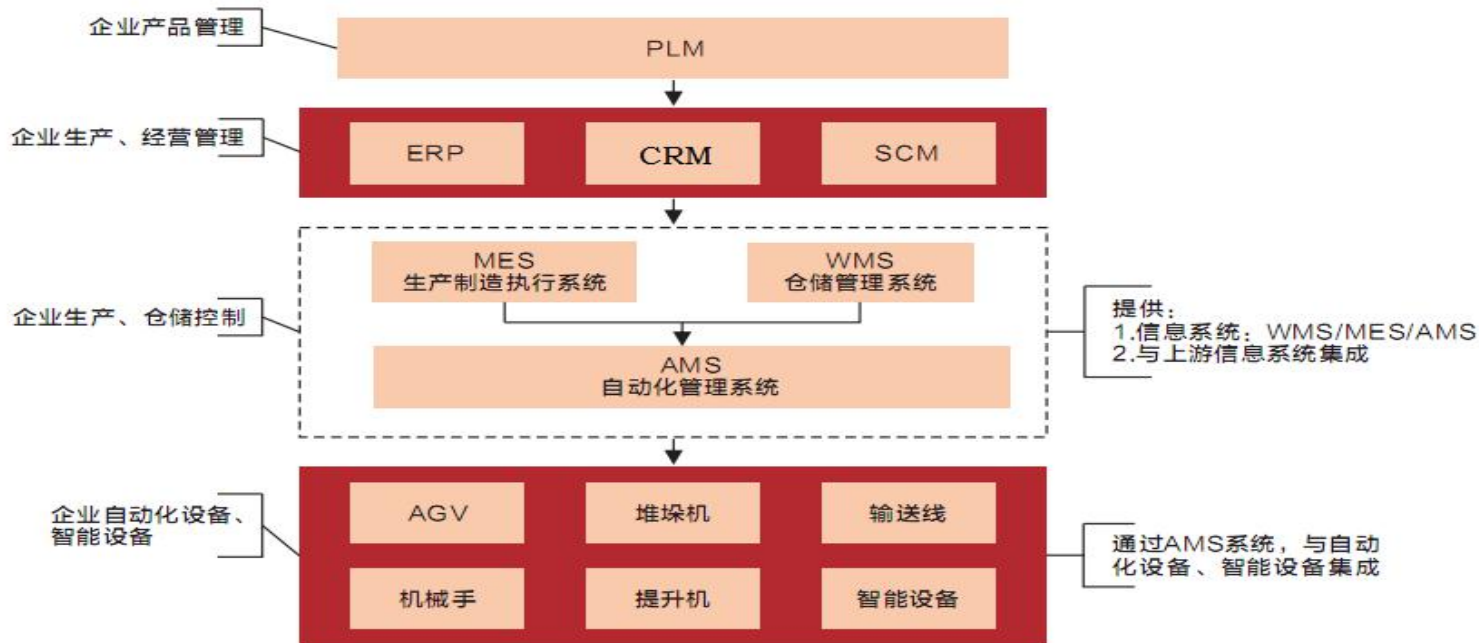 企业产品管理
PLM
企业生产、经营管理
ERP
CRM
SCM
MES
生产制造执行系统
WMS
仓储管理系统
企业生产、仓储控制
AMS
自动化管理系统
提供：
1.信息系统：WMS/MES/AMS
2.与上游信息系统集成
企业自动化设备、
智能设备
AGV
堆垛机
输送线
机械手
提升机
智能设备
通过AMS系统，与自动
化设备、智能设备集成